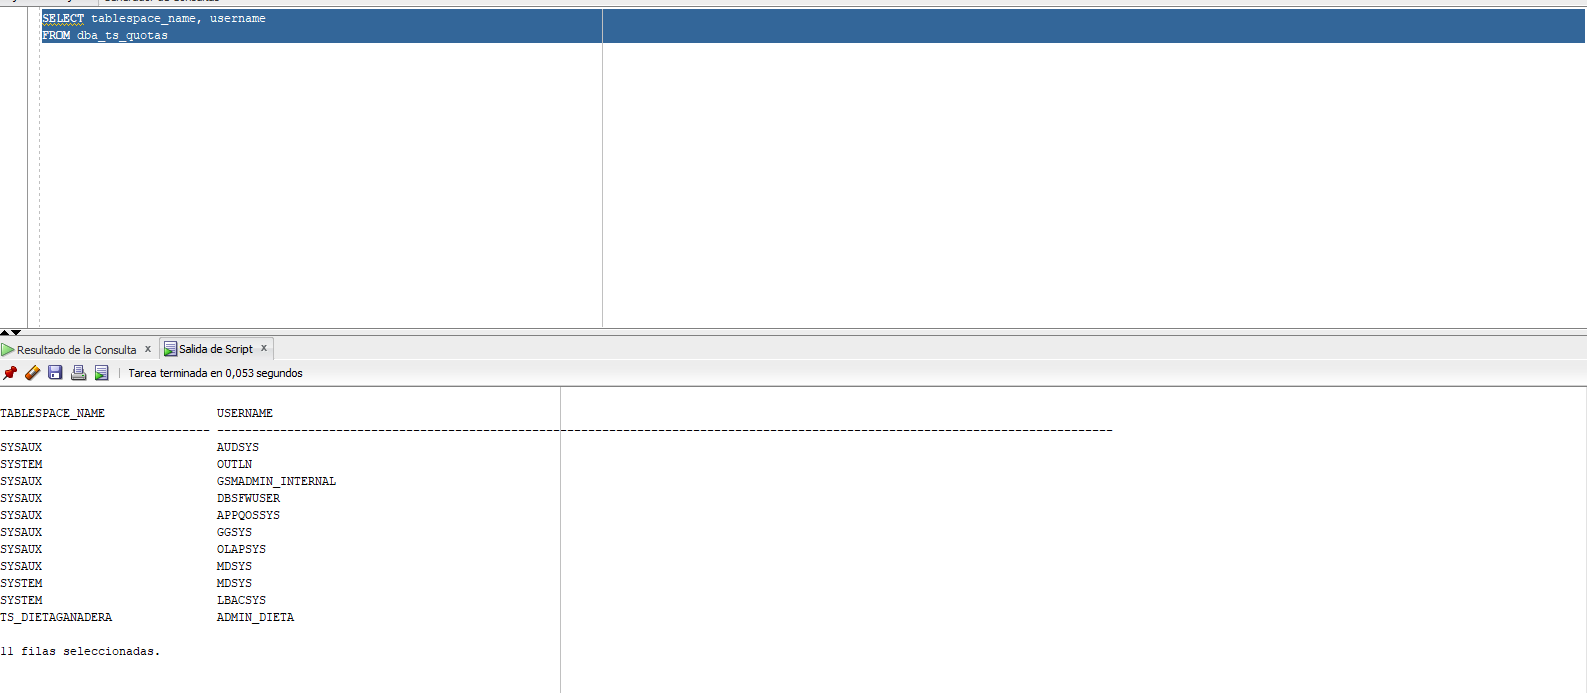 SELECT tablespace_name, username
FROM dba_ts_quotas
Resultado de la Consulta x Salida de Script x
Tarea terminada en 0,053 segundos
TABLESPACE_NAME USERNAME
------------------------------ --------------------------------------------------------------------------------------------------------------------------------
SYSAUX AUDSYS
SYSTEM OUTLN
SYSAUX GSMADMIN_INTERNAL
SYSAUX DBSFWUSER
SYSAUX APPQOSSYS
SYSAUX GGSYS
SYSAUX OLAPSYS
SYSAUX MDSYS
SYSTEM MDSYS
SYSTEM LBACSYS
TS_DIETAGANADERA ADMIN_DIETA
11 filas seleccionadas.